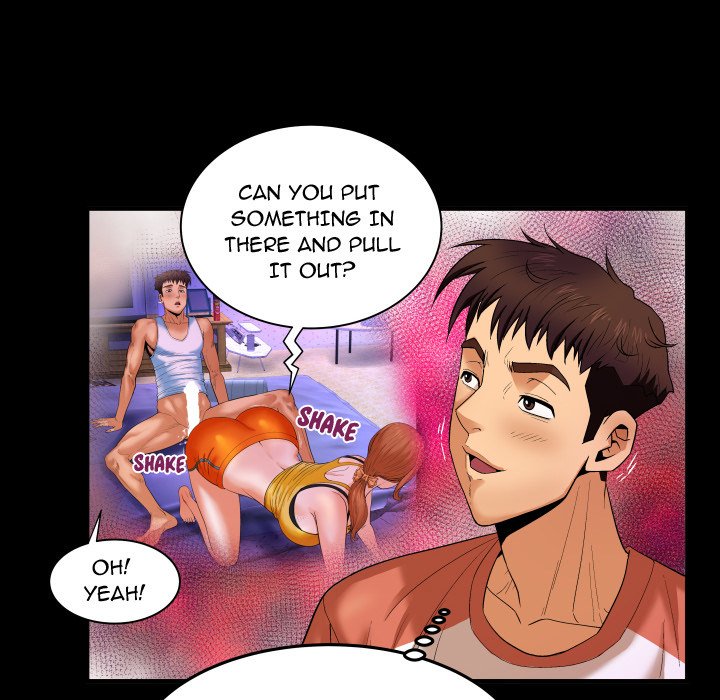 CAN YOU PUT
SOMETHING IN
THERE AND PULL
IT OUT?
SHAKE
SHAKE
OH!
YEAH!